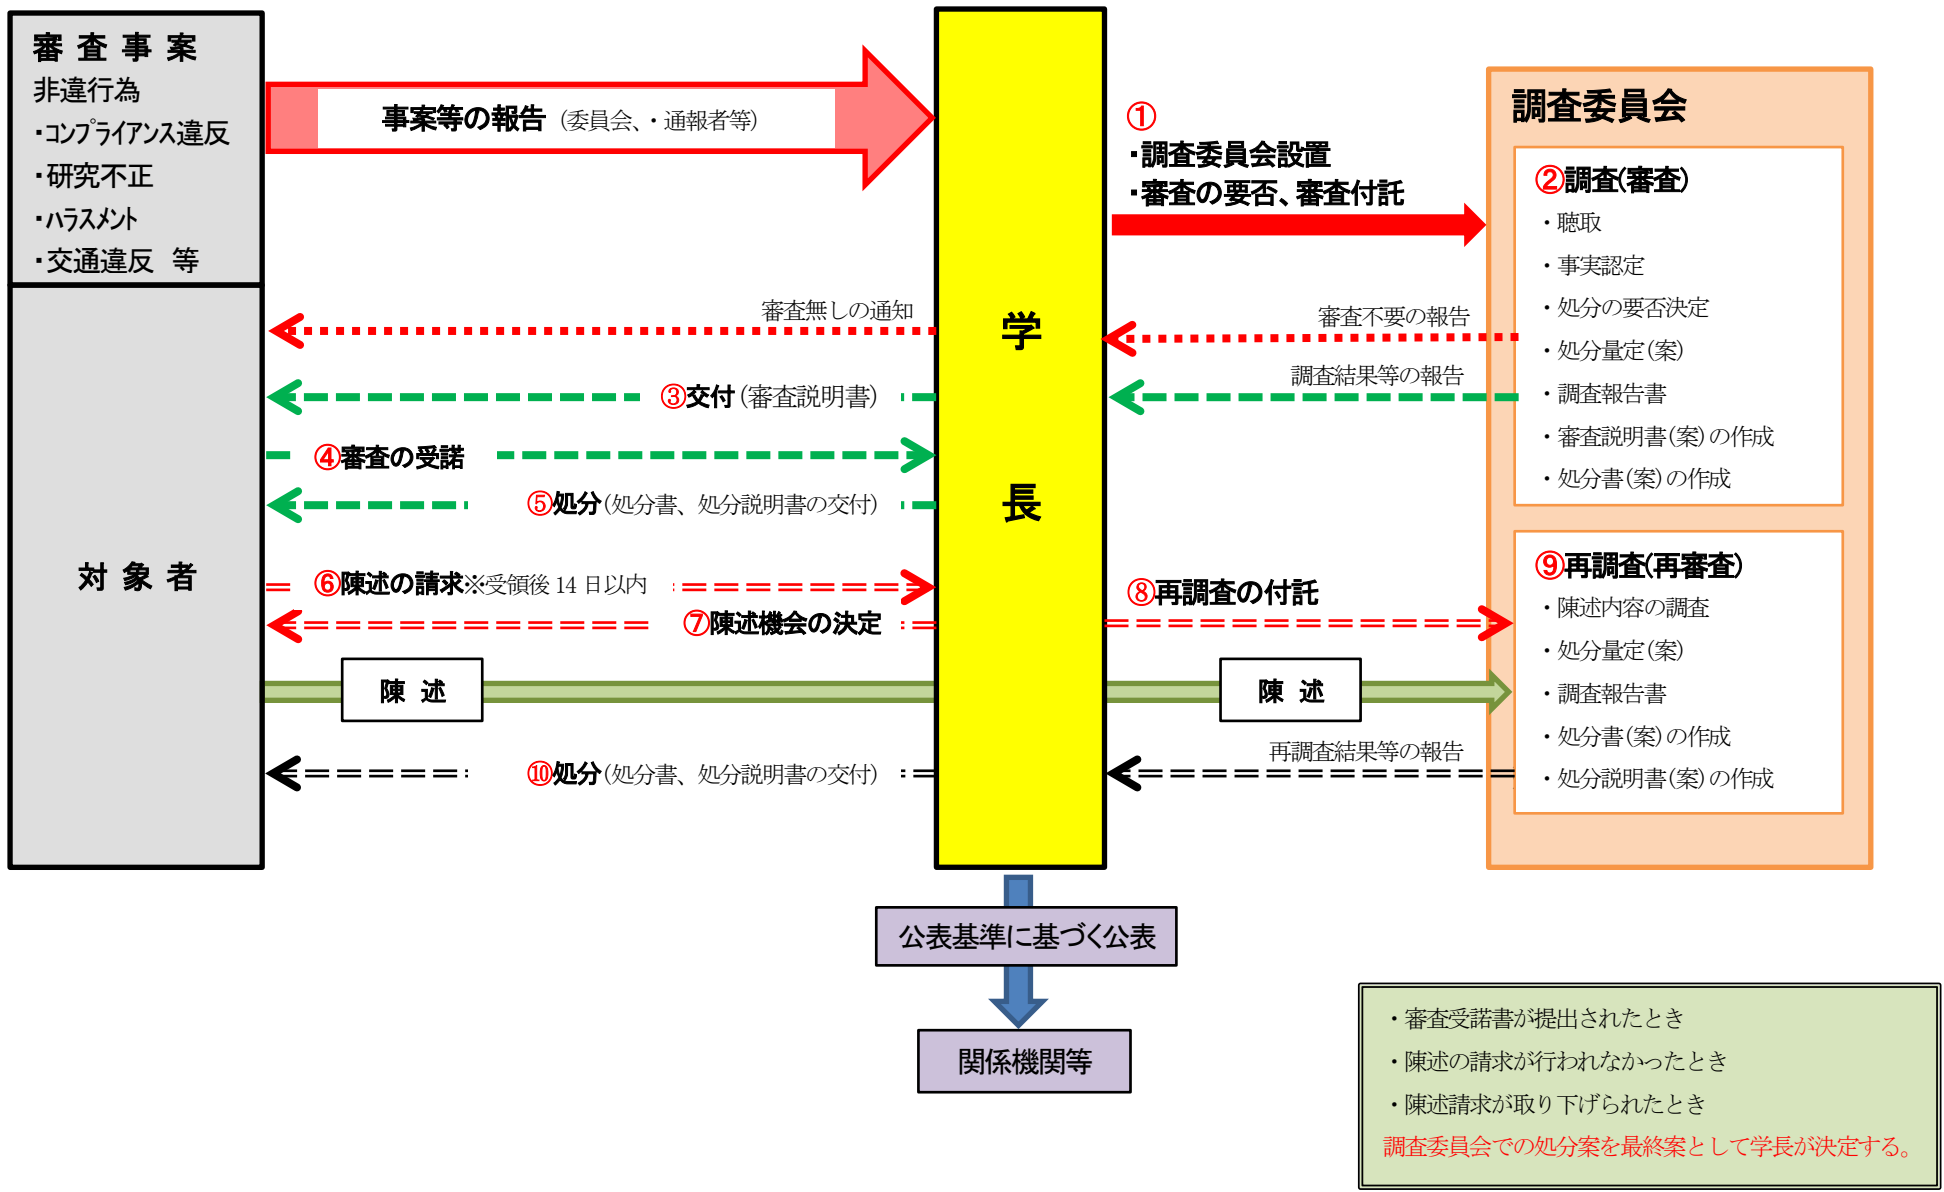 審査事案
非違行為
・コンプライアンス違反
・研究不正
・ハラスメント
・交通違反　等
対象者
事案等の報告（委員会、・通報者等）
審査無しの通知
③交付（審査説明書）
④審査の受諾
⑤処分（処分書、処分説明書の交付）
⑥陳述の請求※受領後14日以内
⑦陳述機会の決定
陳述
⑩処分（処分書、処分説明書の交付）
学長
①
・調査委員会設置
・審査の要否、審査付託
審査不要の報告
調査結果等の報告
⑧再調査の付託
陳述
再調査結果等の報告
調査委員会
②調査(審査)
・聴取
・事実認定
・処分の要否決定
・処分量定(案)
・調査報告書
・審査説明書(案)の作成
・処分書(案)の作成
⑨再調査(再審査)
・陳述内容の調査
・処分量定(案)
・調査報告書
・処分書(案)の作成
・処分説明書(案)の作成
公表基準に基づく公表
関係機関等
・審査受諾書が提出されたとき
・陳述の請求が行われなかったとき
・陳述請求が取り下げられたとき
調査委員会での処分案を最終案として学長が決定する。